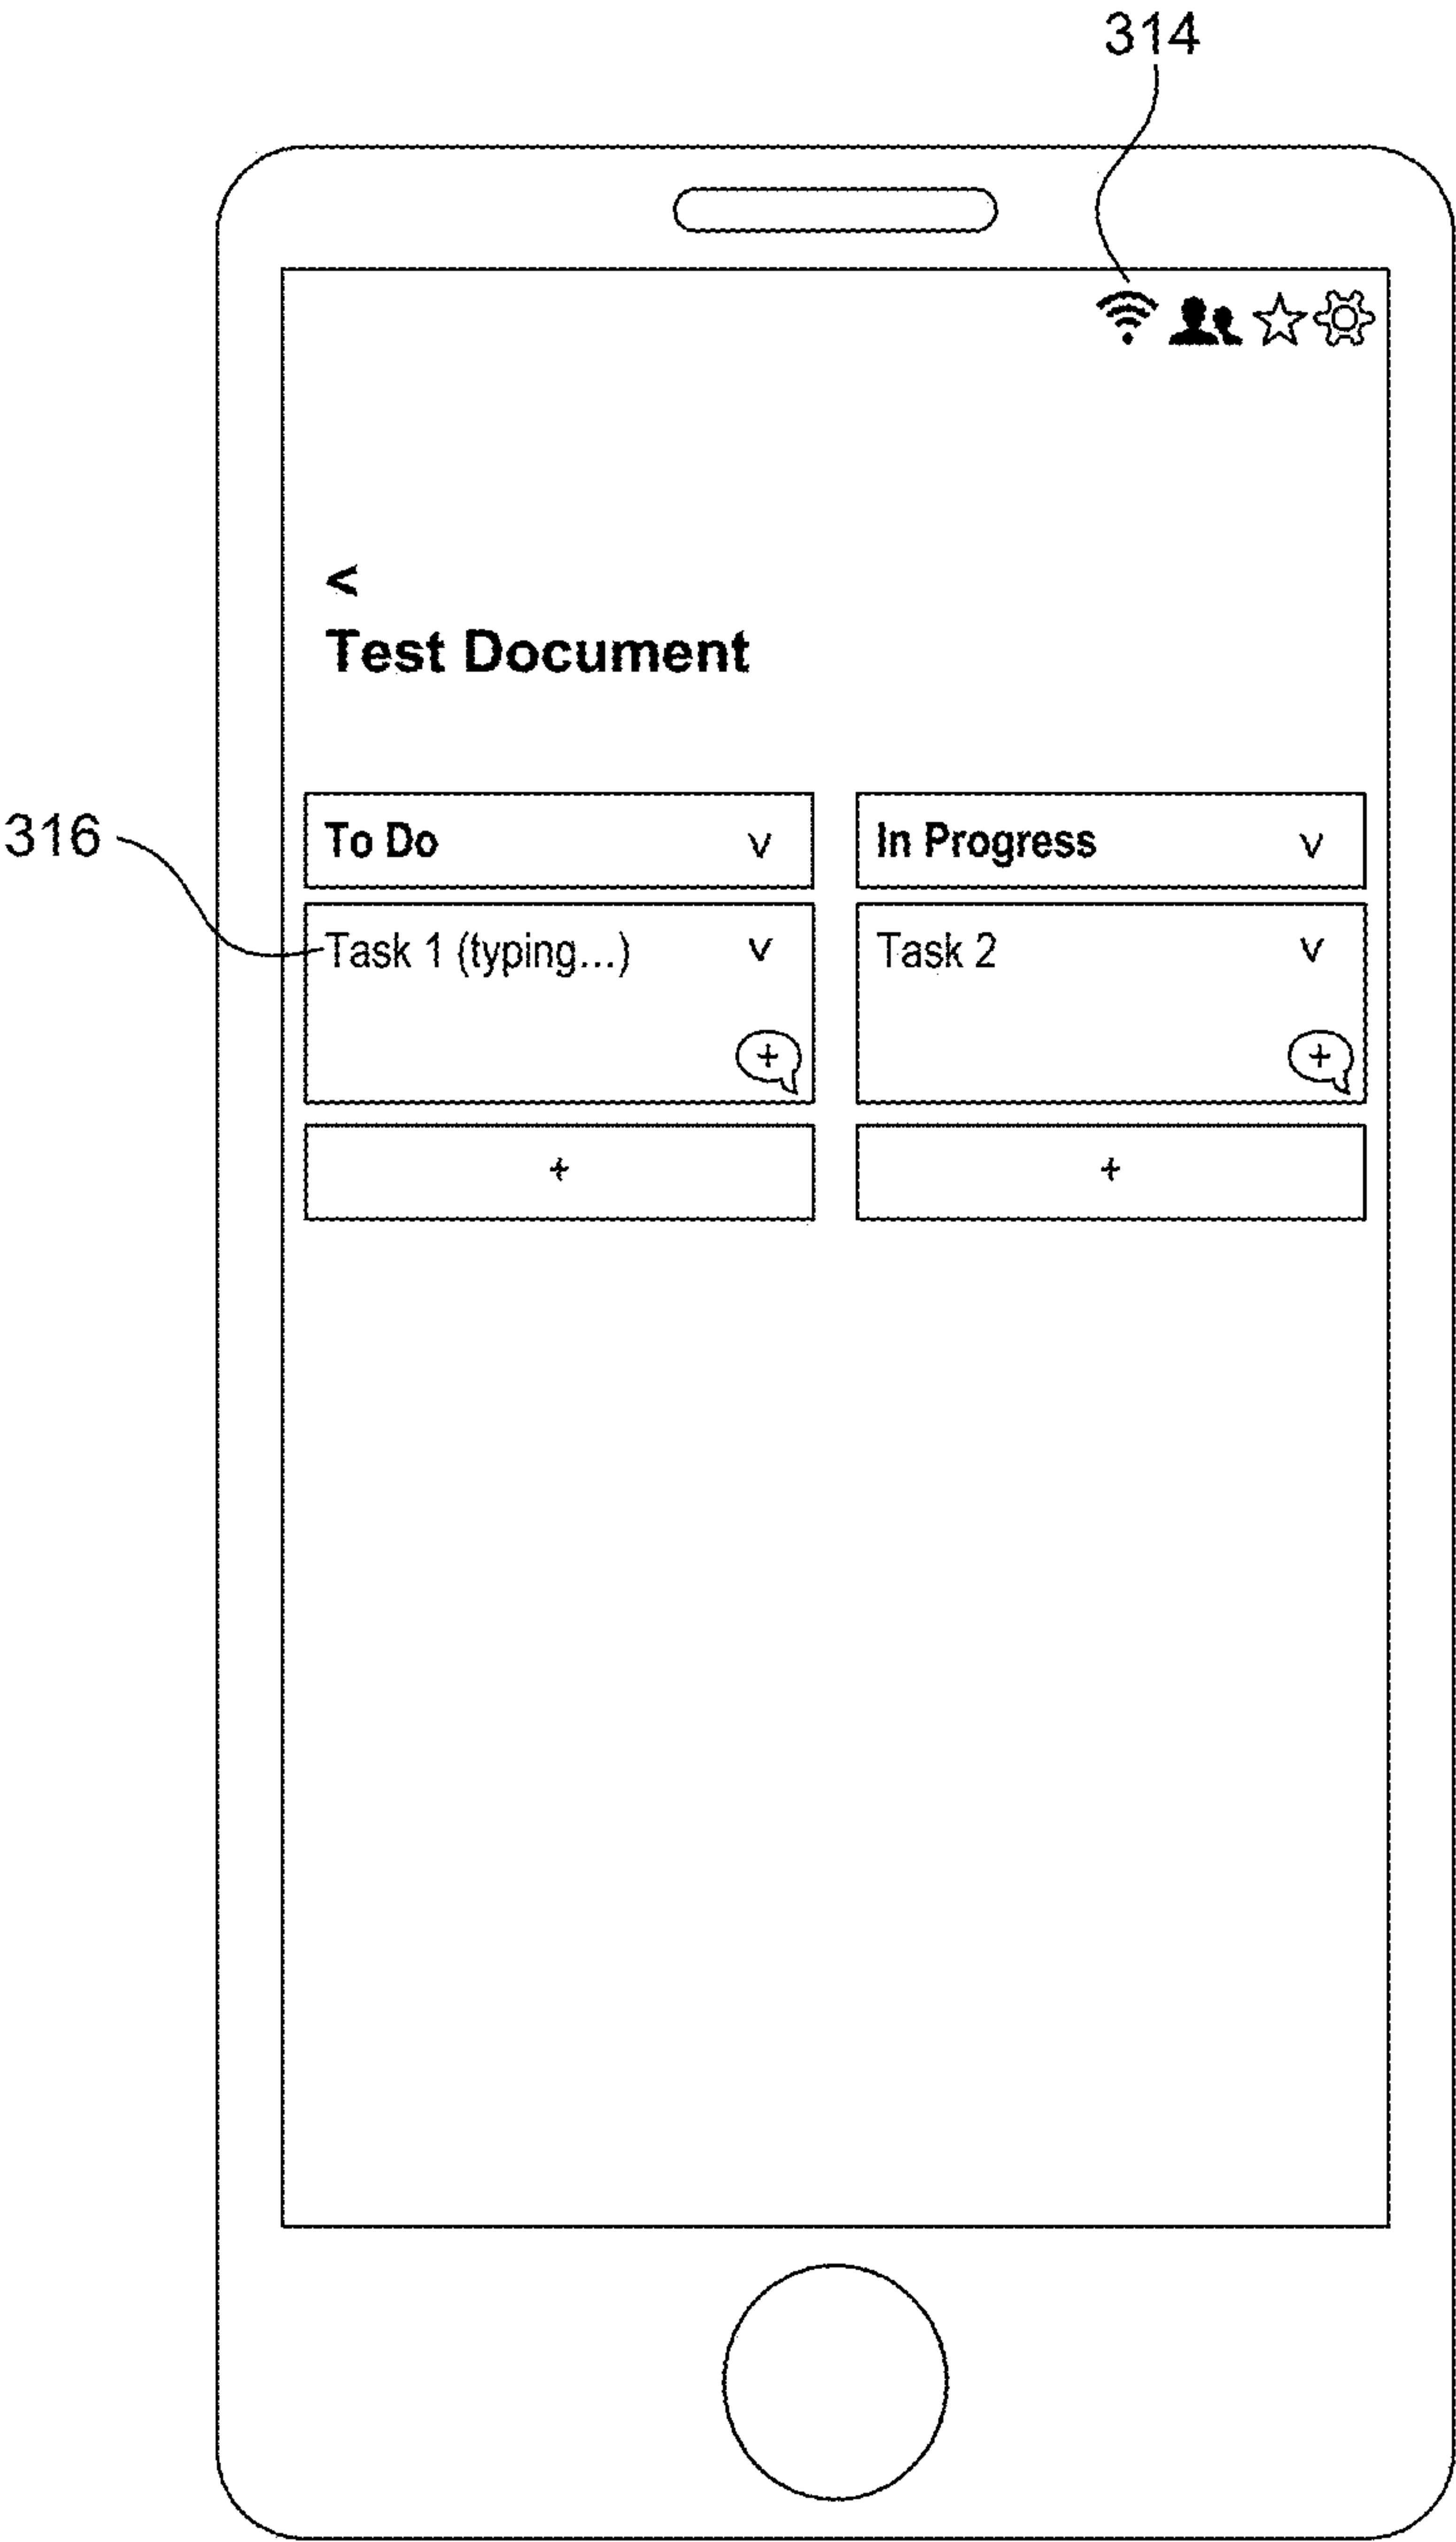 314
<
Test Document
316
To Do v In Progress v
Task 1 (typing...) v Task 2 v
+ +
+ +